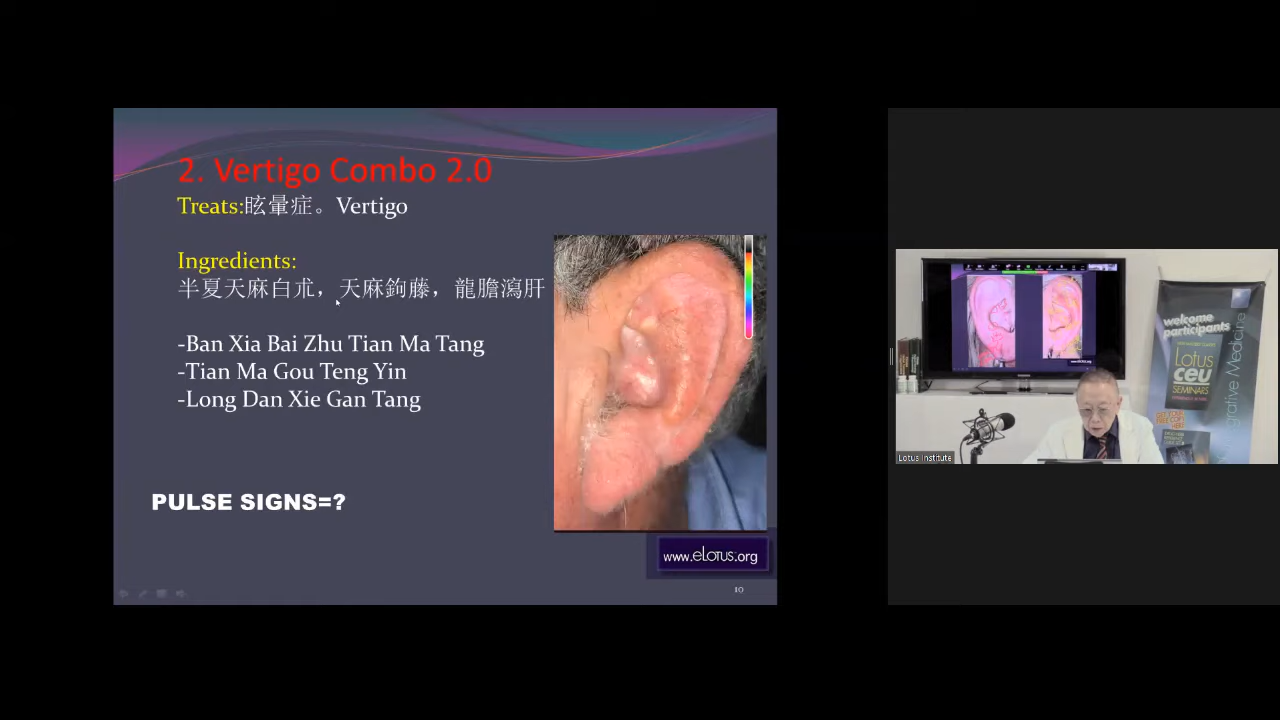 2. Vertigo Combo 2.0
Treats:眩暈症。Vertigo
Ingredients:
半夏天麻白朮，天麻鉤藤，龍膽瀉肝
-Ban Xia Bai Zhu Tian Ma Tang
-Tian Ma Gou Teng Yin
-Long Dan Xie Gan Tang
PULSE SIGNS=?
www.eLotus.org
10
welcome
participants
Lotus
ceu
SEMINARS
Integrative Medicine
Lotus Institute